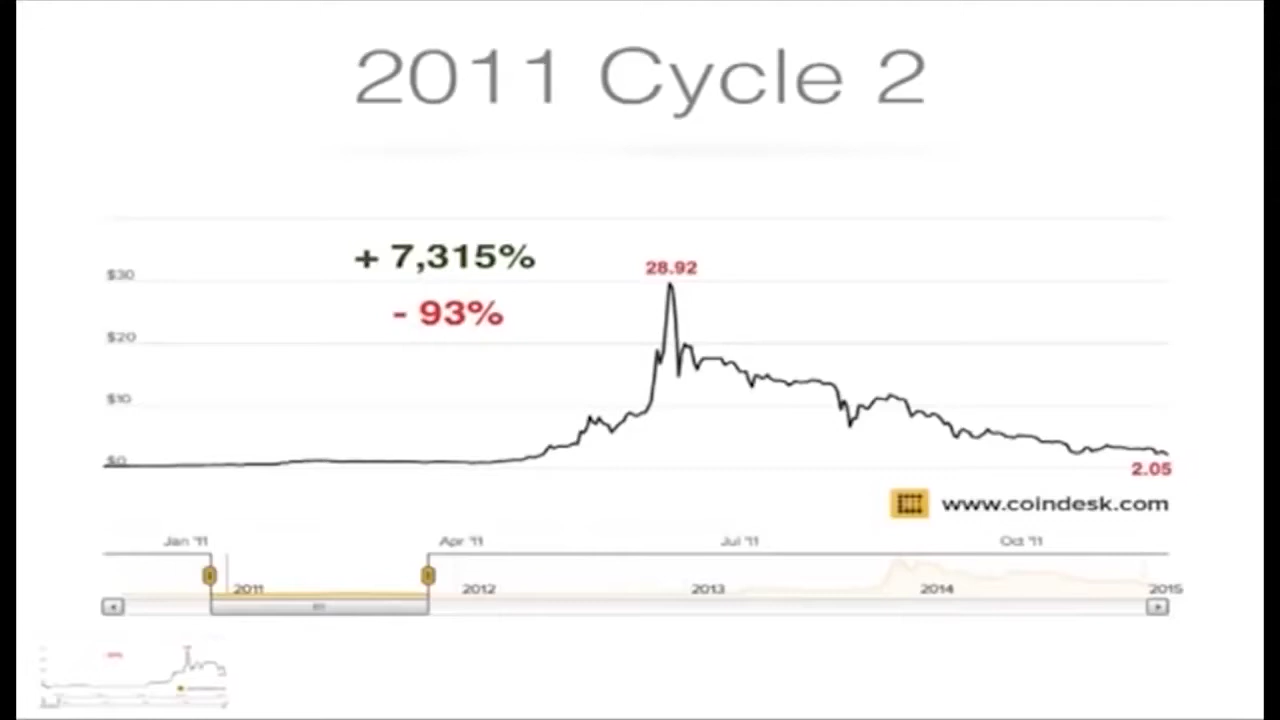 2011 Cycle 2
+ 7,315%
28.92
$30
- 93%
$20
$10
$0
2.05
www.coindesk.com
Jan '11 Apr '11 Jul '11 Oct '11
2011 2012 2013 2014 2015